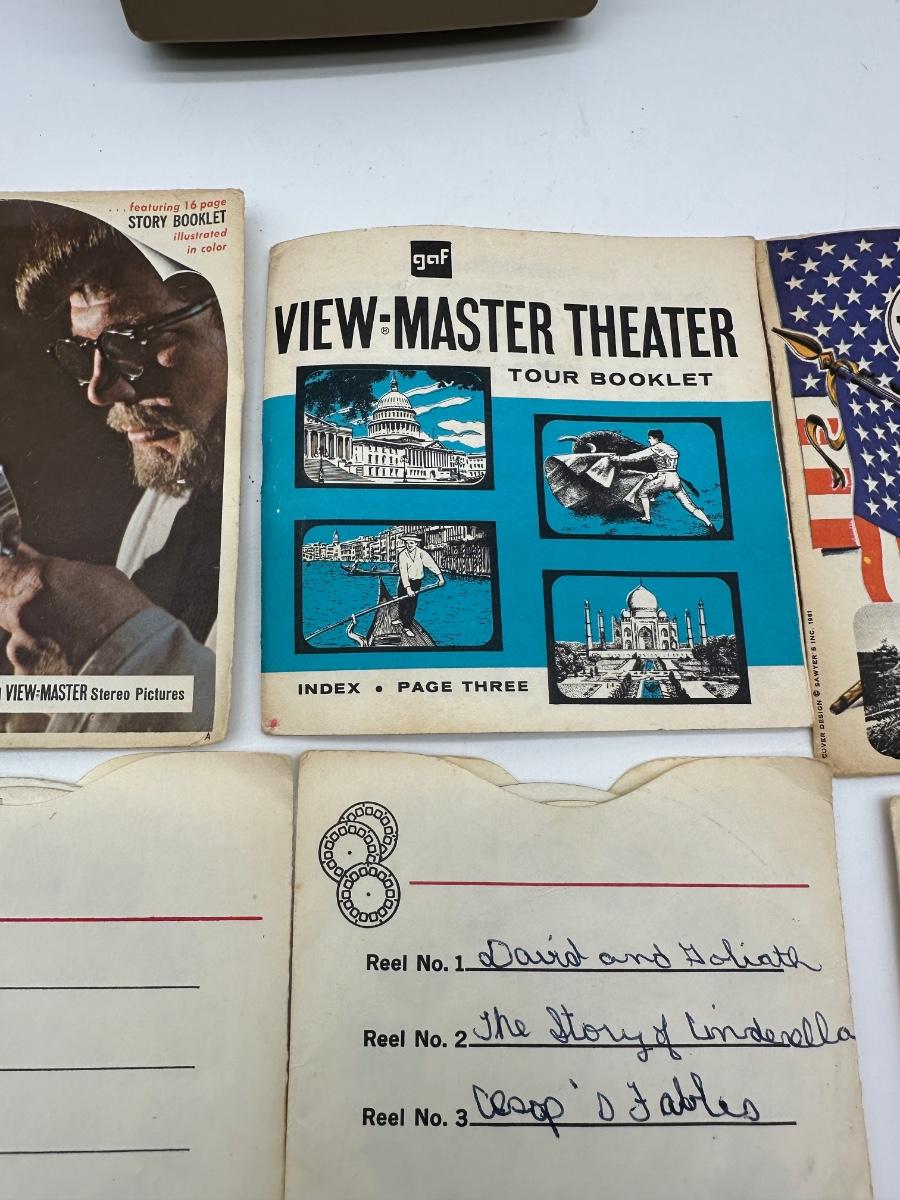 ...featuring 16 page
STORY BOOKLET
illustrated
in color
VIEW-MASTER Stereo Pictures
A
gaf
VIEW-MASTER® THEATER
TOUR BOOKLET
INDEX • PAGE THREE
COVER DESIGN © SAWYER'S INC. 1961
Reel No. 1 David and Goliath
Reel No. 2 The Story of Cinderella
Reel No. 3 Aesop's Fables